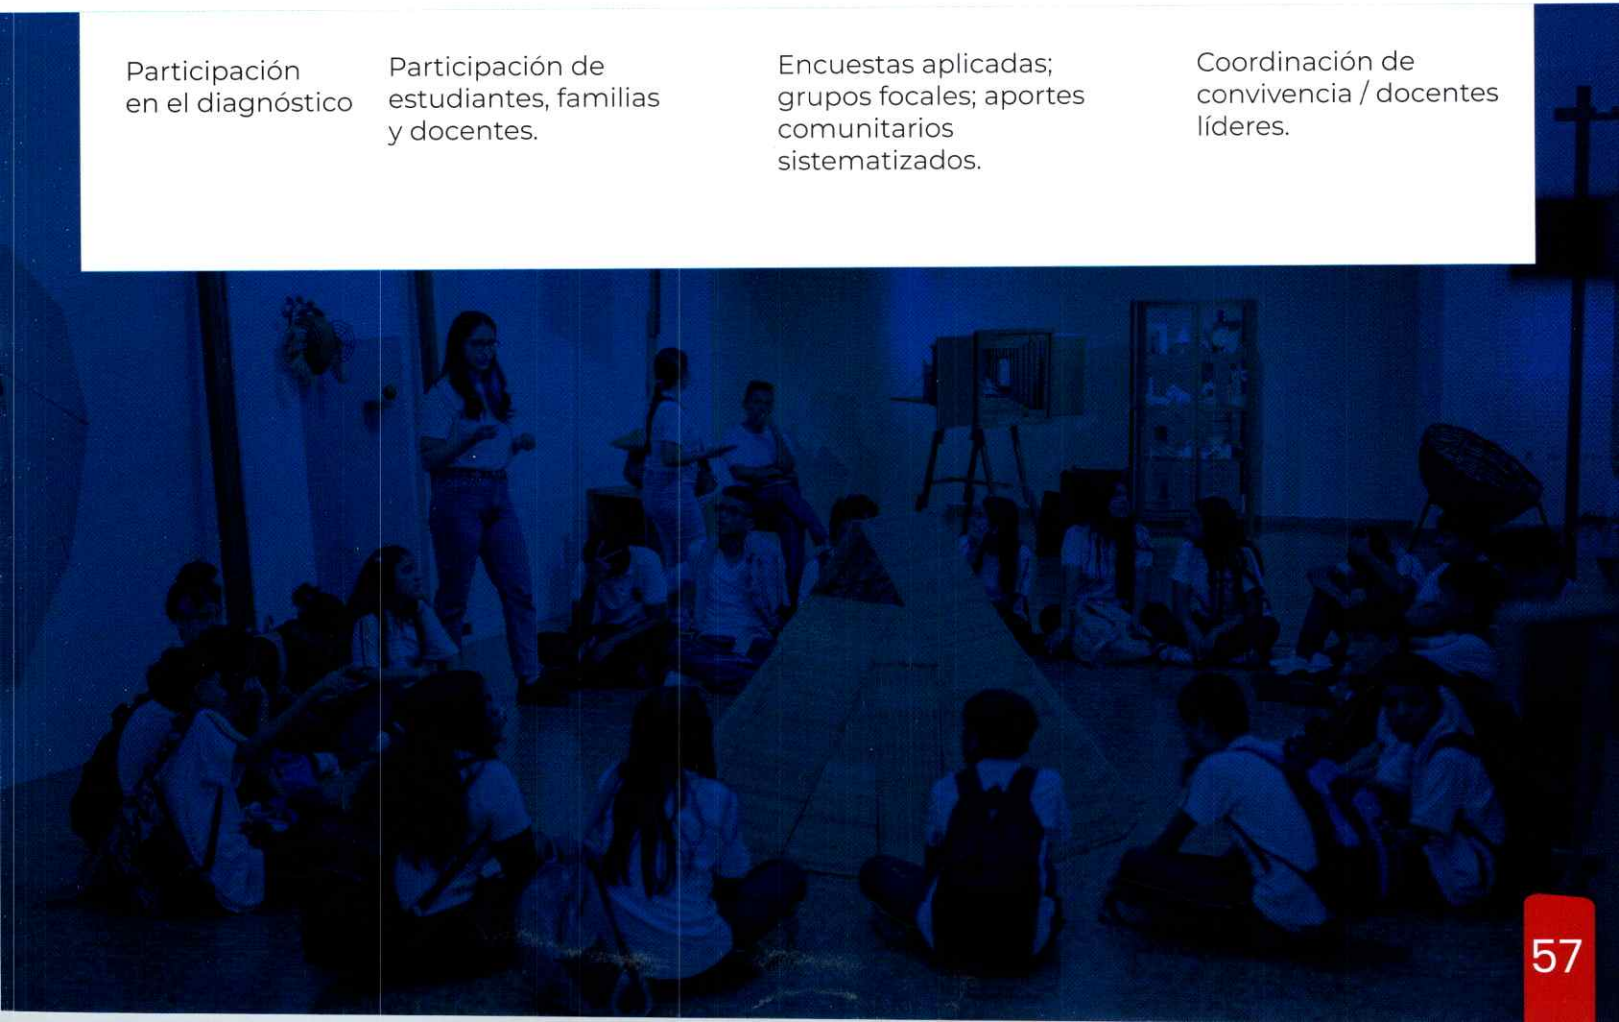 Participación
en el diagnóstico
Participación de
estudiantes, familias
y docentes.
Encuestas aplicadas;
grupos focales; aportes
comunitarios
sistematizados.
Coordinación de
convivencia / docentes
líderes.
57